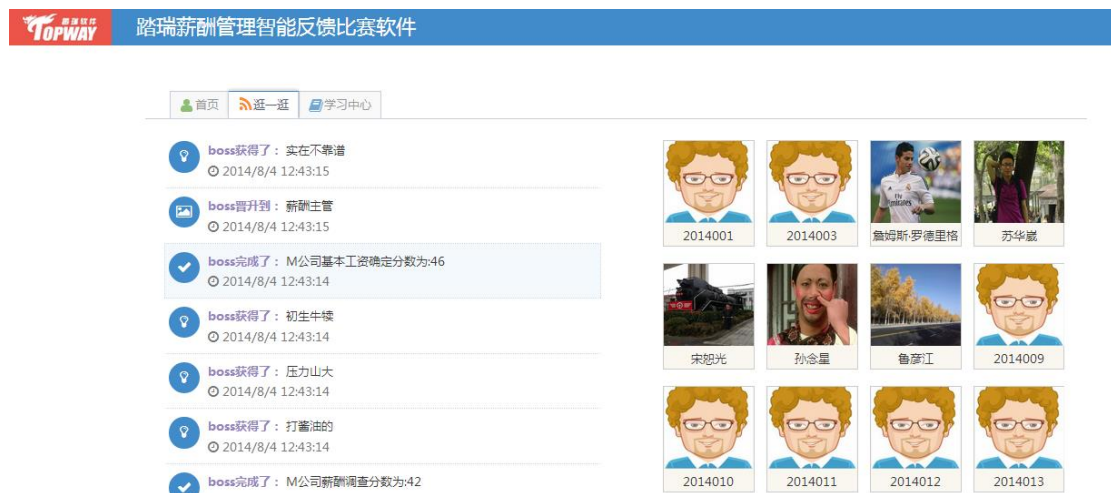 踏瑞软件
TOPWAY
踏瑞薪酬管理智能反馈比赛软件
首页
逛一逛
学习中心
boss获得了： 实在不靠谱
2014/8/4 12:43:15
boss晋升到： 薪酬主管
2014/8/4 12:43:15
boss完成了： M公司基本工资确定分数为:46
2014/8/4 12:43:14
boss获得了： 初生牛犊
2014/8/4 12:43:14
boss获得了： 压力山大
2014/8/4 12:43:14
boss获得了： 打酱油的
2014/8/4 12:43:14
boss完成了： M公司薪酬调查分数为:42
2014001
2014003
詹姆斯·罗德里格
苏华崴
Fly
Emirates
宋恕光
孙念星
鲁彦江
2014009
2014010
2014011
2014012
2014013